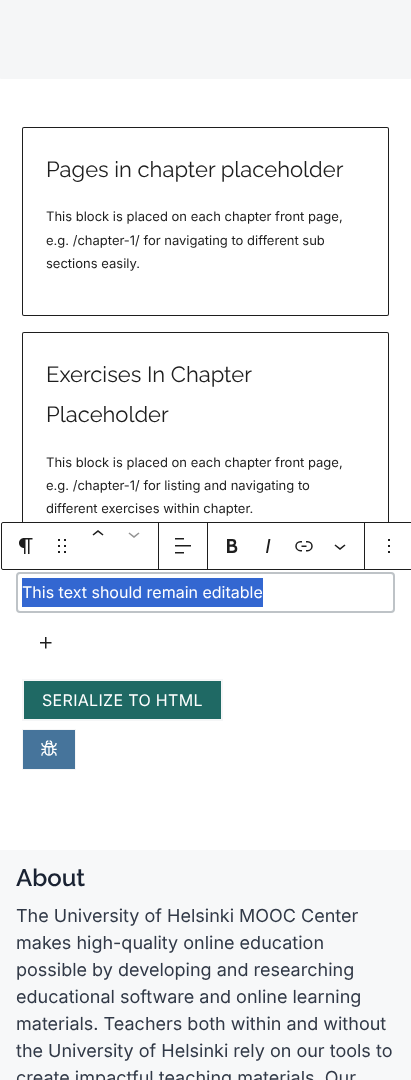 Pages in chapter placeholder
This block is placed on each chapter front page,
e.g. /chapter-1/ for navigating to different sub
sections easily.
Exercises In Chapter
Placeholder
This block is placed on each chapter front page,
e.g. /chapter-1/ for listing and navigating to
different exercises within chapter.
B I
This text should remain editable
SERIALIZE TO HTML
About
The University of Helsinki MOOC Center
makes high-quality online education
possible by developing and researching
educational software and online learning
materials. Teachers both within and without
the University of Helsinki rely on our tools to
create impactful teaching materials. Our